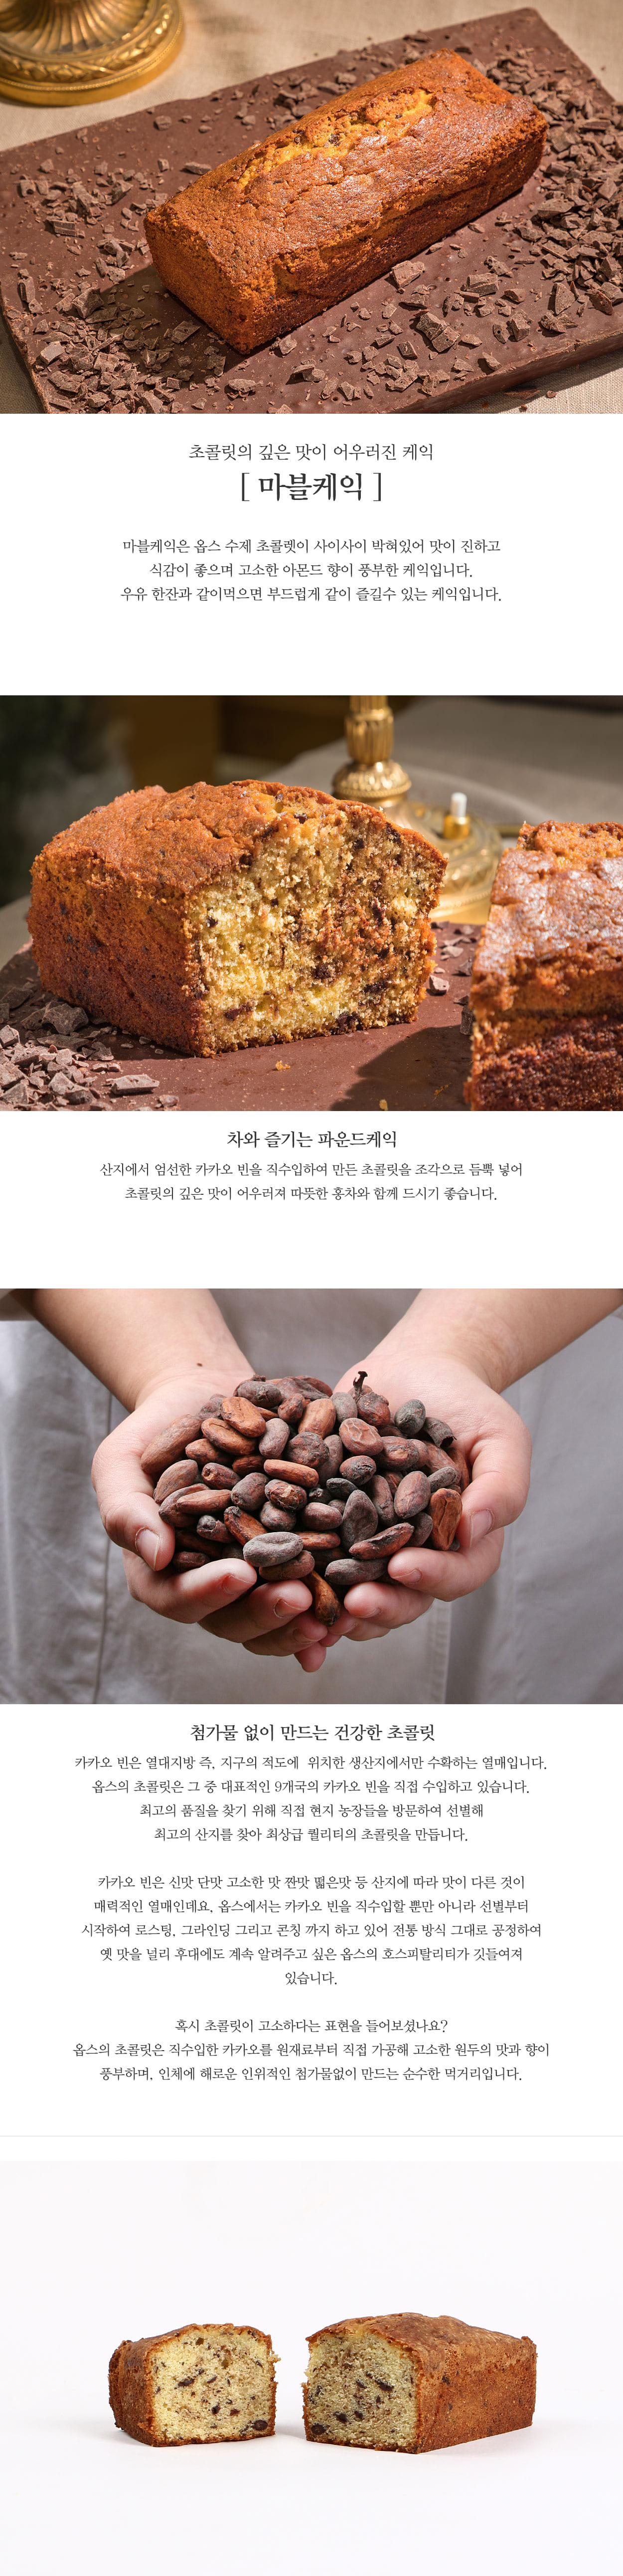 초콜릿의 깊은 맛이 어우러진 케익
[ 마블케익 ]
마블케익은 옵스 수제 초콜렛이 사이사이 박혀있어 맛이 진하고
식감이 좋으며 고소한 아몬드 향이 풍부한 케익입니다.
우유 한잔과 같이먹으면 부드럽게 같이 즐길수 있는 케익입니다.
차와 즐기는 파운드케익
산지에서 엄선한 카카오 빈을 직수입하여 만든 초콜릿을 조각으로 듬뿍 넣어
초콜릿의 깊은 맛이 어우러져 따뜻한 홍차와 함께 드시기 좋습니다.
첨가물 없이 만드는 건강한 초콜릿
카카오 빈은 열대지방 즉, 지구의 적도에 위치한 생산지에서만 수확하는 열매입니다.
옵스의 초콜릿은 그 중 대표적인 9개국의 카카오 빈을 직접 수입하고 있습니다.
최고의 품질을 찾기 위해 직접 현지 농장들을 방문하여 선별해
최고의 산지를 찾아 최상급 퀄리티의 초콜릿을 만듭니다.
카카오 빈은 신맛 단맛 고소한 맛 짠맛 떫은맛 등 산지에 따라 맛이 다른 것이
매력적인 열매인데요, 옵스에서는 카카오 빈을 직수입할 뿐만 아니라 선별부터
시작하여 로스팅, 그라인딩 그리고 콘칭 까지 하고 있어 전통 방식 그대로 공정하여
옛 맛을 널리 후대에도 계속 알려주고 싶은 옵스의 호스피탈리티가 깃들여져
있습니다.
혹시 초콜릿이 고소하다는 표현을 들어보셨나요?
옵스의 초콜릿은 직수입한 카카오를 원재료부터 직접 가공해 고소한 원두의 맛과 향이
풍부하며, 인체에 해로운 인위적인 첨가물없이 만드는 순수한 먹거리입니다.